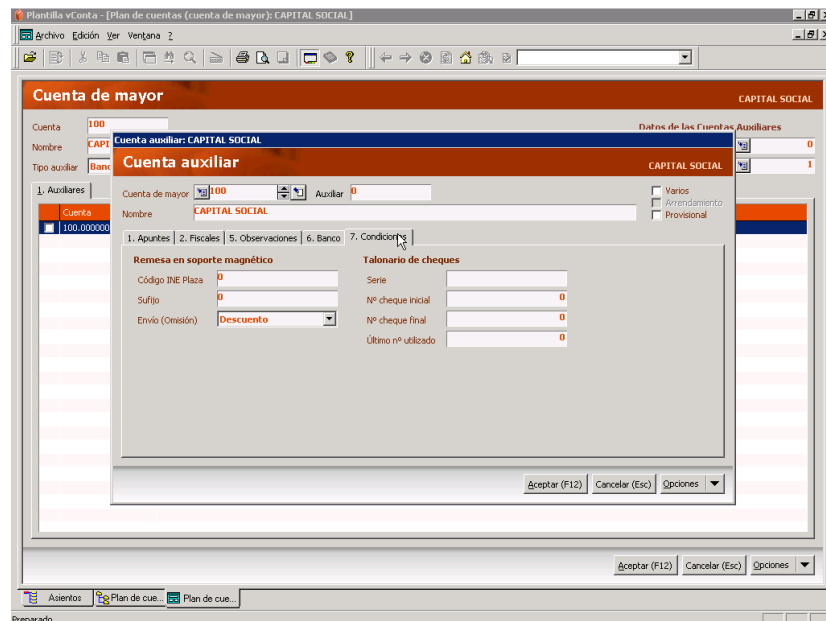 Plantilla vConta - [Plan de cuentas (cuenta de mayor): CAPITAL SOCIAL]
Archivo Edición Ver Ventana ?
Cuenta de mayor
CAPITAL SOCIAL
Cuenta 100
Datos de las Cuentas Auxiliares
Nombre CAPI
0
Tipo auxiliar Banc
1
1. Auxiliares
Cuenta
100.000000
Cuenta auxiliar: CAPITAL SOCIAL
Cuenta auxiliar
CAPITAL SOCIAL
Cuenta de mayor 100 Auxiliar 0
Varios
Arrendamiento
Nombre CAPITAL SOCIAL
Provisional
1. Apuntes 2. Fiscales 5. Observaciones 6. Banco 7. Condiciones
Remesa en soporte magnético Talonario de cheques
Código INE Plaza 0 Serie
Sufijo 0 Nº cheque inicial 0
Envío (Omisión) Descuento Nº cheque final 0
Último nº utilizado 0
Aceptar (F12) Cancelar (Esc) Opciones
Aceptar (F12) Cancelar (Esc) Opciones
Asientos Plan de cue... Plan de cue...
Preparado